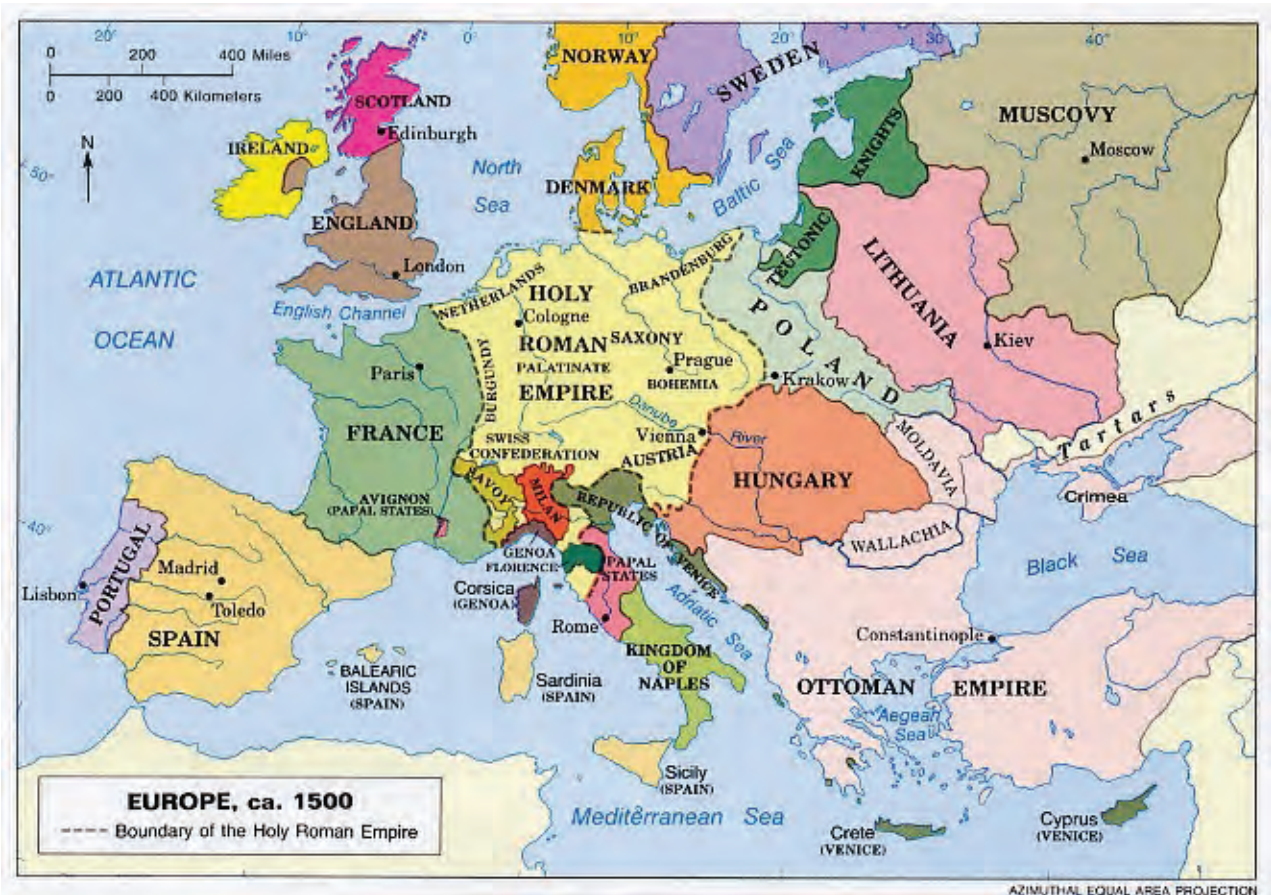 20°
10°
0°
10°
20°
30°
40°
0 200 400 Miles
0 200 400 Kilometers
N
50°
40°
NORWAY
SWEDEN
SCOTLAND
Edinburgh
IRELAND
North
Sea
DENMARK
Baltic Sea
KNIGHTS
TEUTONIC
MUSCOVY
Moscow
ENGLAND
London
English Channel
ATLANTIC
OCEAN
NETHERLANDS
BRANDENBURG
HOLY
ROMAN
EMPIRE
Cologne
SAXONY
PALATINATE
Prague
BOHEMIA
BURGUNDY
POLAND
Krakow
LITHUANIA
Kiev
Paris
FRANCE
AVIGNON
(PAPAL STATES)
SWISS
CONFEDERATION
Danube
River
Vienna
AUSTRIA
HUNGARY
MOLDAVIA
WALLACHIA
Tartars
Crimea
Black Sea
SAVOY
MILAN
REPUBLIC OF VENICE
GENOA
FLORENCE
PAPAL
STATES
Corsica
(GENOA)
Rome
Adriatic Sea
KINGDOM
OF
NAPLES
PORTUGAL
Lisbon
Madrid
Toledo
SPAIN
BALEARIC
ISLANDS
(SPAIN)
Sardinia
(SPAIN)
Sicily
(SPAIN)
Constantinople
OTTOMAN EMPIRE
Aegean
Sea
Mediterranean Sea
Crete
(VENICE)
Cyprus
(VENICE)
EUROPE, ca. 1500
Boundary of the Holy Roman Empire
AZIMUTHAL EQUAL AREA PROJECTION